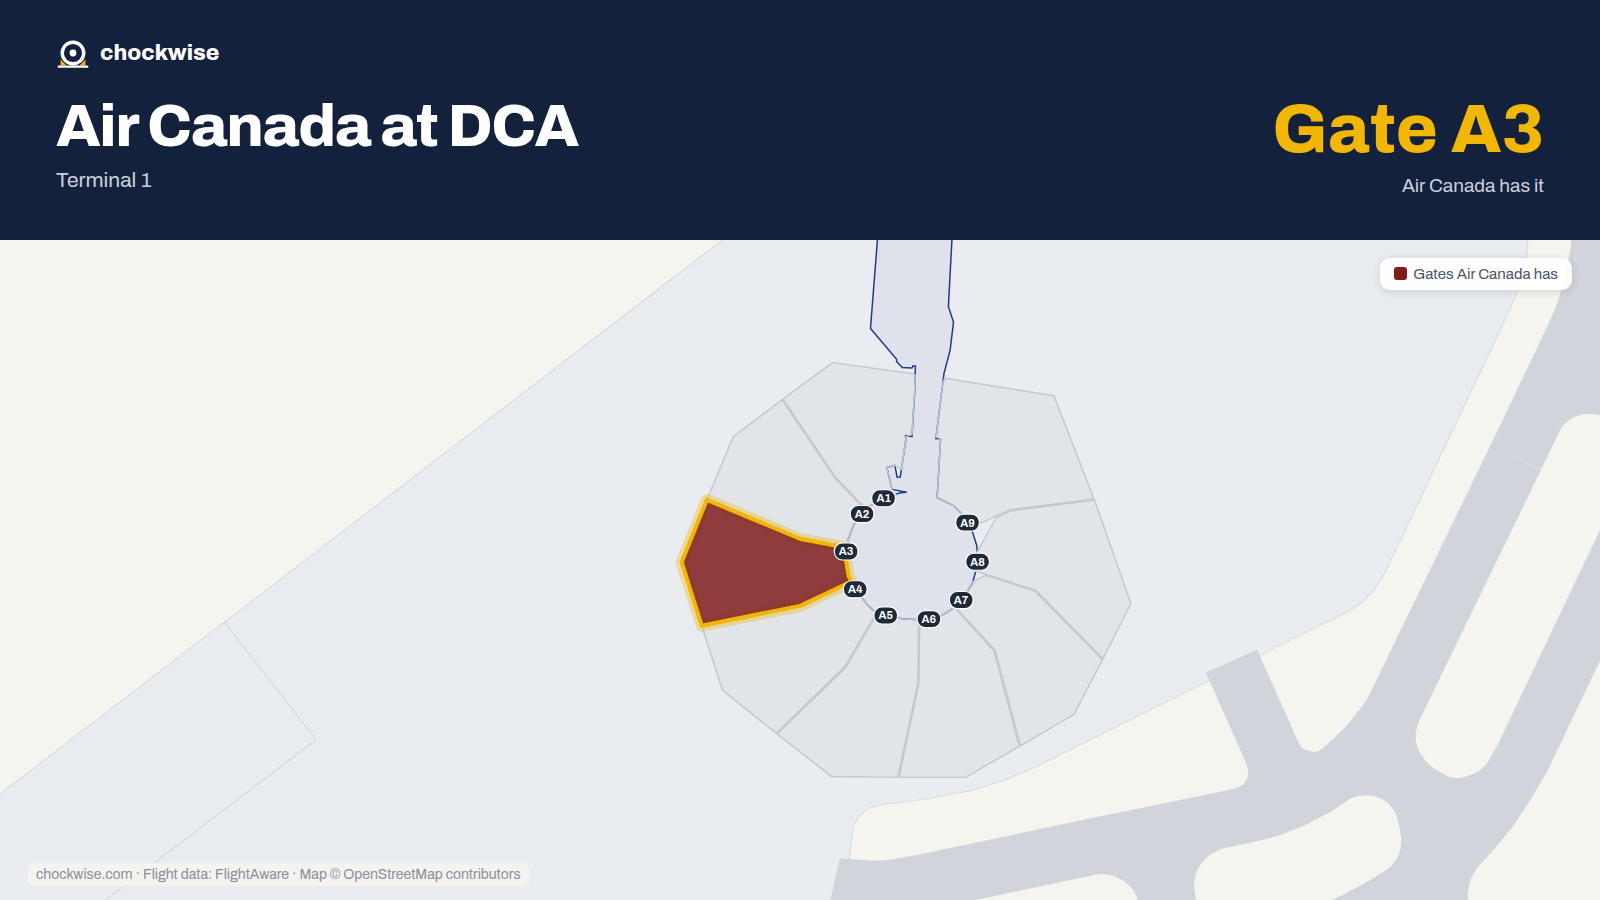 chockwise
Air Canada at DCA
Terminal 1
Gate A3
Air Canada has it
Gates Air Canada has
A1
A2
A3
A4
A5
A6
A7
A8
A9
chockwise.com · Flight data: FlightAware · Map © OpenStreetMap contributors